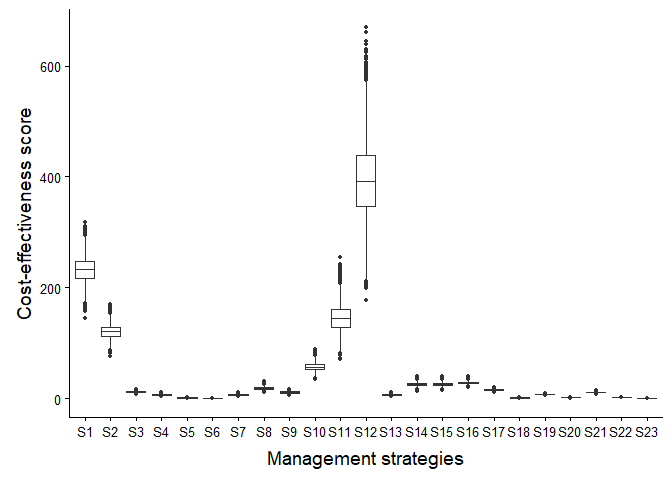 Cost-effectiveness score
600
400
200
0
S1 S2 S3 S4 S5 S6 S7 S8 S9 S10 S11 S12 S13 S14 S15 S16 S17 S18 S19 S20 S21 S22 S23
Management strategies